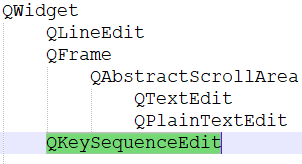 QWidget
QLineEdit
QFrame
QAbstractScrollArea
QTextEdit
QPlainTextEdit
QKeySequenceEdit